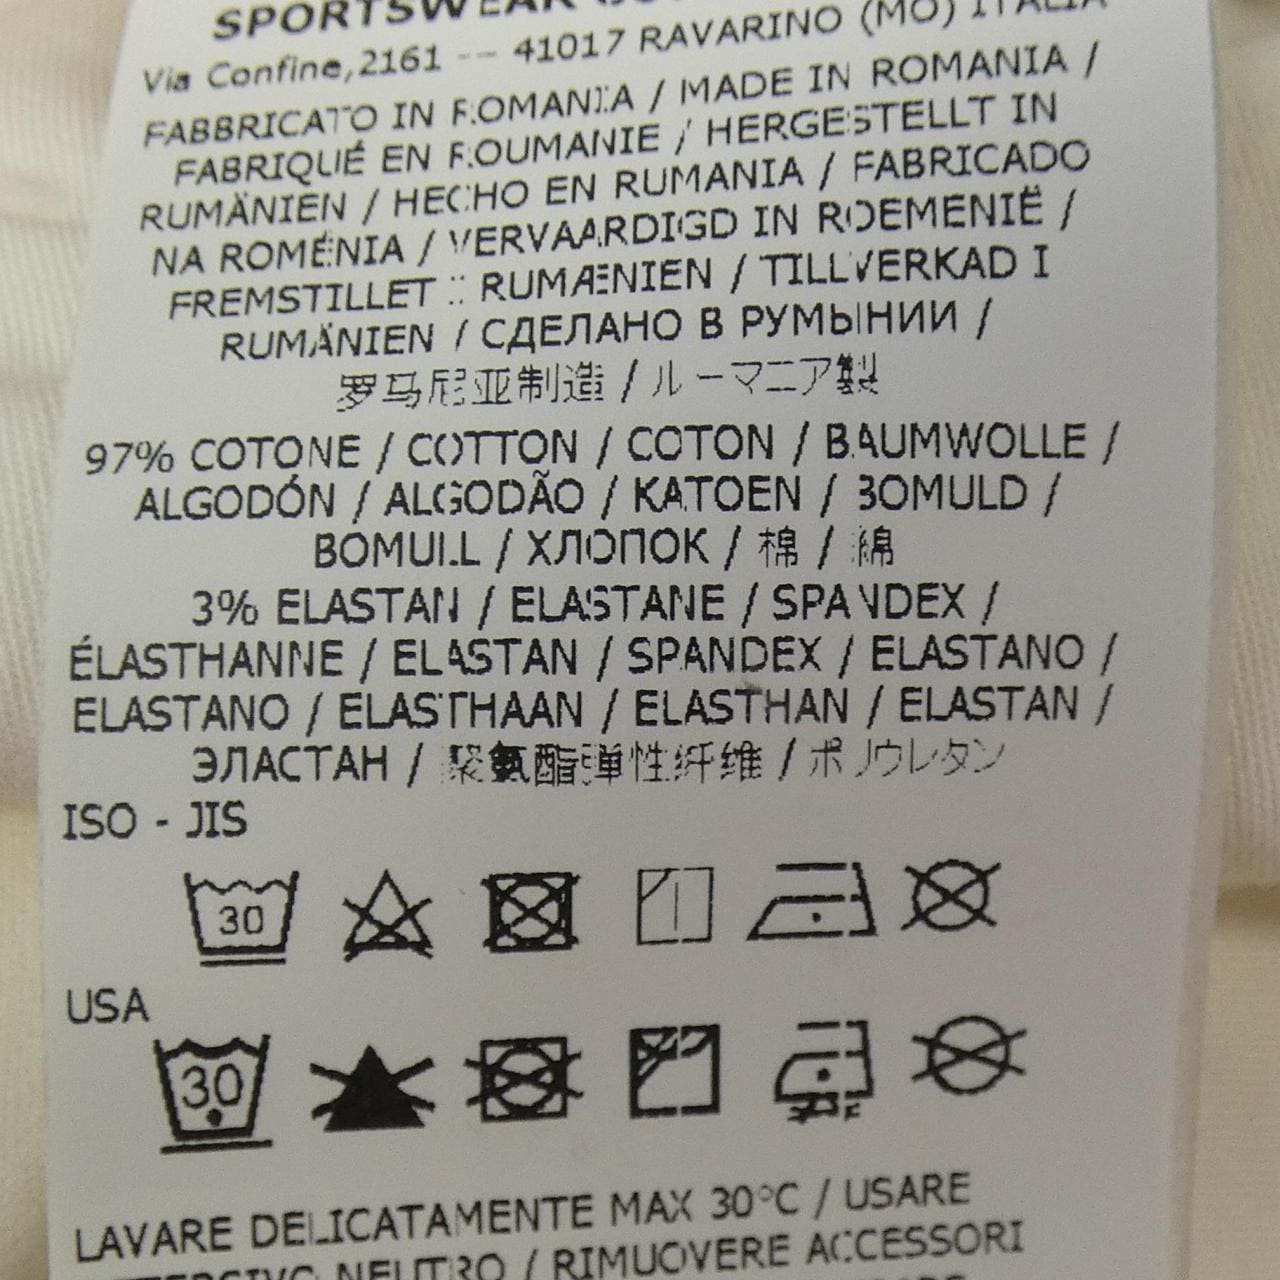 SPORTSWEAR
Via Confine,2161 -- 41017 RAVARINO (MO) ITALIA
FABBRICATO IN ROMANIA / MADE IN ROMANIA /
FABRIQUÉ EN ROUMANIE / HERGESTELLT IN
RUMÄNIEN / HECHO EN RUMANIA / FABRICADO
NA ROMÉNIA / VERVAARDIGD IN ROEMENIË /
FREMSTILLET I RUMÆNIEN / TILLVERKAD I
RUMÄNIEN / СДЕЛАНО В РУМЫНИИ /
罗马尼亚制造 / ルーマニア製
97% COTONE / COTTON / COTON / BAUMWOLLE /
ALGODÓN / ALGODÃO / KATOEN / BOMULD /
BOMULL / ХЛОПОК / 棉 / 綿
3% ELASTAN / ELASTANE / SPANDEX /
ÉLASTHANNE / ELASTAN / SPANDEX / ELASTANO /
ELASTANO / ELASTHAAN / ELASTHAN / ELASTAN /
ЭЛАСТАН / 聚氨酯弹性纤维 / ポリウレタン
ISO - JIS
30
USA
30
LAVARE DELICATAMENTE MAX 30°C / USARE
NEUTRO / RIMUOVERE ACCESSORI